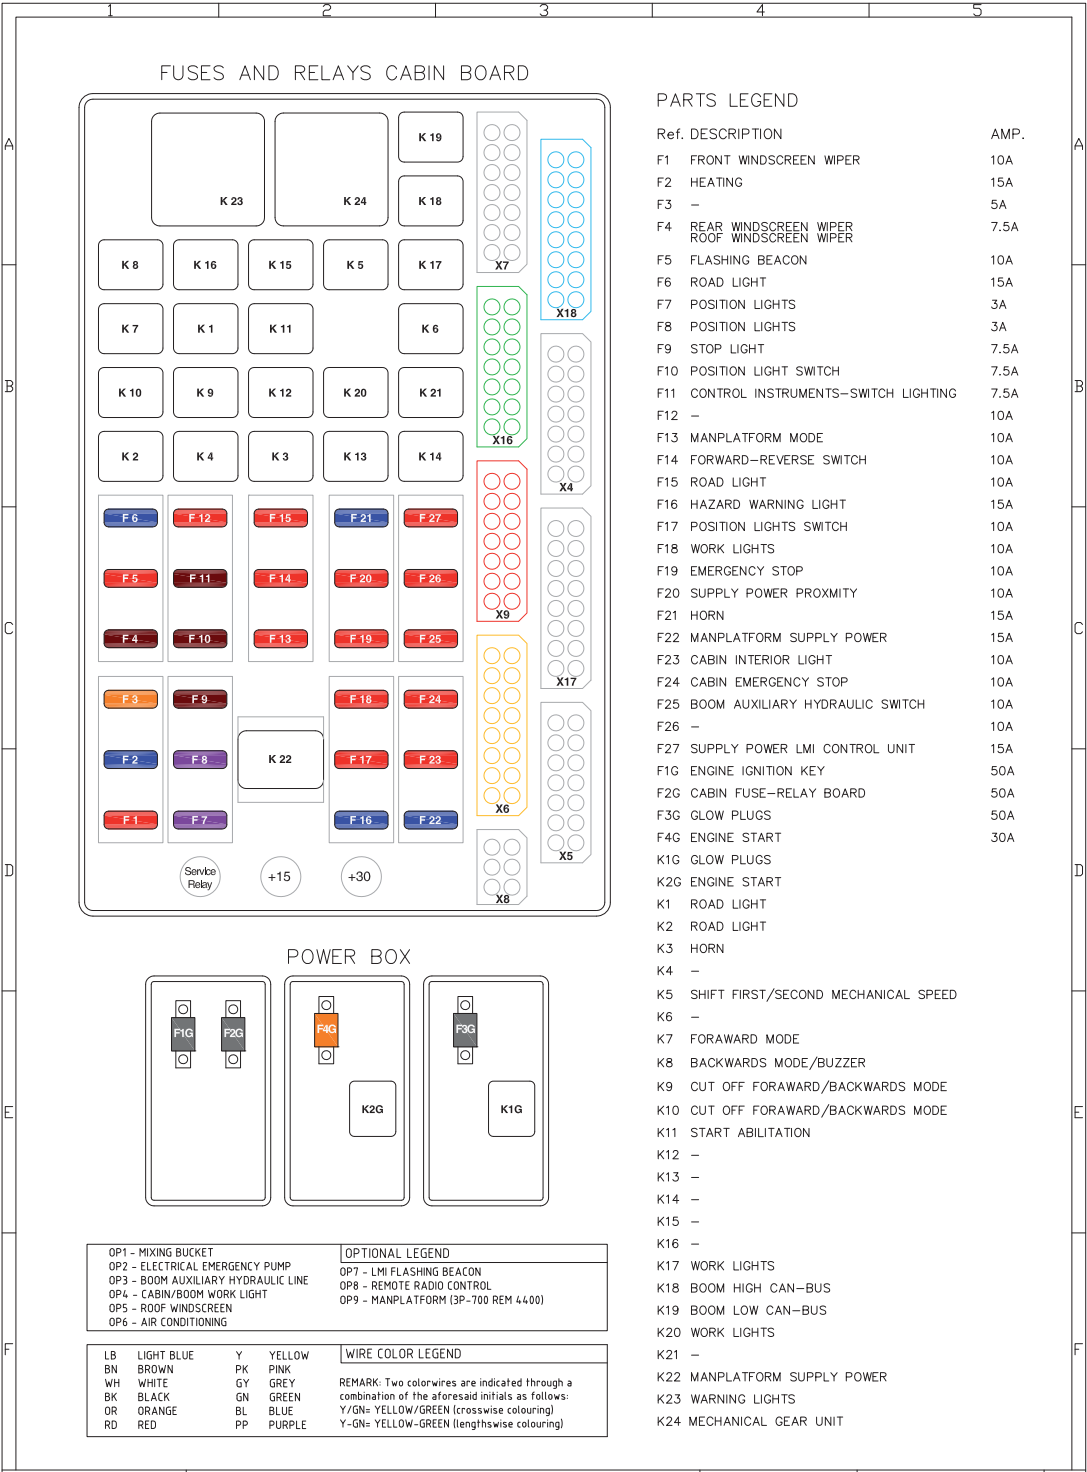 1 2 3 4 5
FUSES AND RELAYS CABIN BOARD
K 19
K 23 K 24 K 18
K 8 K 16 K 15 K 5 K 17
K 7 K 1 K 11 K 6
K 10 K 9 K 12 K 20 K 21
K 2 K 4 K 3 K 13 K 14
F 6 F 12 F 15 F 21 F 27
F 5 F 11 F 14 F 20 F 26
F 4 F 10 F 13 F 19 F 25
F 3 F 9 F 18 F 24
F 2 F 8 K 22 F 17 F 23
F 1 F 7 F 16 F 22
Service
Relay
+15 +30
X7
X18
X16
X4
X9
X17
X6
X5
X8
POWER BOX
F1G F2G F4G F3G
K2G K1G
PARTS LEGEND
Ref. DESCRIPTION AMP.
F1 FRONT WINDSCREEN WIPER 10A
F2 HEATING 15A
F3 – 5A
F4 REAR WINDSCREEN WIPER 7.5A
ROOF WINDSCREEN WIPER
F5 FLASHING BEACON 10A
F6 ROAD LIGHT 15A
F7 POSITION LIGHTS 3A
F8 POSITION LIGHTS 3A
F9 STOP LIGHT 7.5A
F10 POSITION LIGHT SWITCH 7.5A
F11 CONTROL INSTRUMENTS–SWITCH LIGHTING 7.5A
F12 – 10A
F13 MANPLATFORM MODE 10A
F14 FORWARD–REVERSE SWITCH 10A
F15 ROAD LIGHT 10A
F16 HAZARD WARNING LIGHT 15A
F17 POSITION LIGHTS SWITCH 10A
F18 WORK LIGHTS 10A
F19 EMERGENCY STOP 10A
F20 SUPPLY POWER PROXMITY 10A
F21 HORN 15A
F22 MANPLATFORM SUPPLY POWER 15A
F23 CABIN INTERIOR LIGHT 10A
F24 CABIN EMERGENCY STOP 10A
F25 BOOM AUXILIARY HYDRAULIC SWITCH 10A
F26 – 10A
F27 SUPPLY POWER LMI CONTROL UNIT 15A
F1G ENGINE IGNITION KEY 50A
F2G CABIN FUSE–RELAY BOARD 50A
F3G GLOW PLUGS 50A
F4G ENGINE START 30A
K1G GLOW PLUGS
K2G ENGINE START
K1 ROAD LIGHT
K2 ROAD LIGHT
K3 HORN
K4 –
K5 SHIFT FIRST/SECOND MECHANICAL SPEED
K6 –
K7 FORAWARD MODE
K8 BACKWARDS MODE/BUZZER
K9 CUT OFF FORAWARD/BACKWARDS MODE
K10 CUT OFF FORAWARD/BACKWARDS MODE
K11 START ABILITATION
K12 –
K13 –
K14 –
K15 –
K16 –
K17 WORK LIGHTS
K18 BOOM HIGH CAN–BUS
K19 BOOM LOW CAN–BUS
K20 WORK LIGHTS
K21 –
K22 MANPLATFORM SUPPLY POWER
K23 WARNING LIGHTS
K24 MECHANICAL GEAR UNIT
OP1 - MIXING BUCKET
OP2 - ELECTRICAL EMERGENCY PUMP
OP3 - BOOM AUXILIARY HYDRAULIC LINE
OP4 - CABIN/BOOM WORK LIGHT
OP5 - ROOF WINDSCREEN
OP6 - AIR CONDITIONING
OPTIONAL LEGEND
OP7 - LMI FLASHING BEACON
OP8 - REMOTE RADIO CONTROL
OP9 - MANPLATFORM (3P-700 REM 4400)
LB LIGHT BLUE Y YELLOW
BN BROWN PK PINK
WH WHITE GY GREY
BK BLACK GN GREEN
OR ORANGE BL BLUE
RD RED PP PURPLE
WIRE COLOR LEGEND
REMARK: Two colorwires are indicated through a
combination of the aforesaid initials as follows:
Y/GN= YELLOW/GREEN (crosswise colouring)
Y-GN= YELLOW-GREEN (lengthswise colouring)
A A
B B
C C
D D
E E
F F